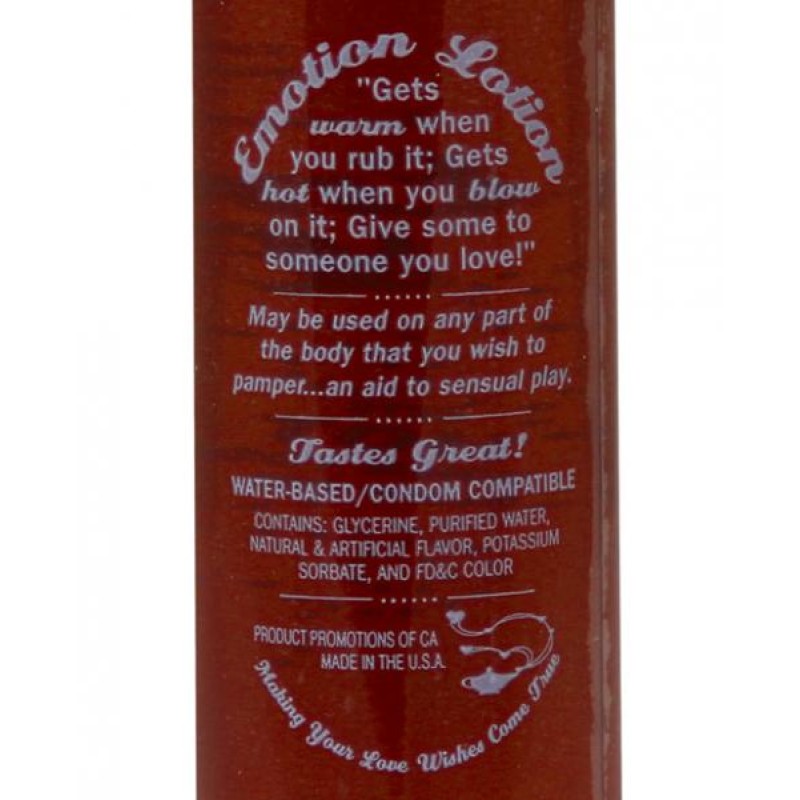 Emotion Lotion
"Gets
warm when
you rub it; Gets
hot when you blow
on it; Give some to
someone you love!"
May be used on any part of
the body that you wish to
pamper...an aid to sensual play.
Tastes Great!
WATER-BASED/CONDOM COMPATIBLE
CONTAINS: GLYCERINE, PURIFIED WATER,
NATURAL & ARTIFICIAL FLAVOR, POTASSIUM
SORBATE, AND FD&C COLOR
PRODUCT PROMOTIONS OF CA
MADE IN THE U.S.A.
Making Your Love Wishes Come True